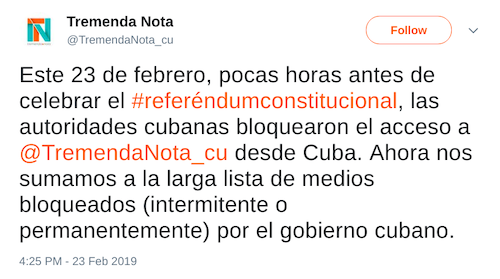 Tremenda Nota
@TremendaNota_cu
Follow
Este 23 de febrero, pocas horas antes de
celebrar el #referéndumconstitucional, las
autoridades cubanas bloquearon el acceso a
@TremendaNota_cu desde Cuba. Ahora nos
sumamos a la larga lista de medios
bloqueados (intermitente o
permanentemente) por el gobierno cubano.
4:25 PM - 23 Feb 2019